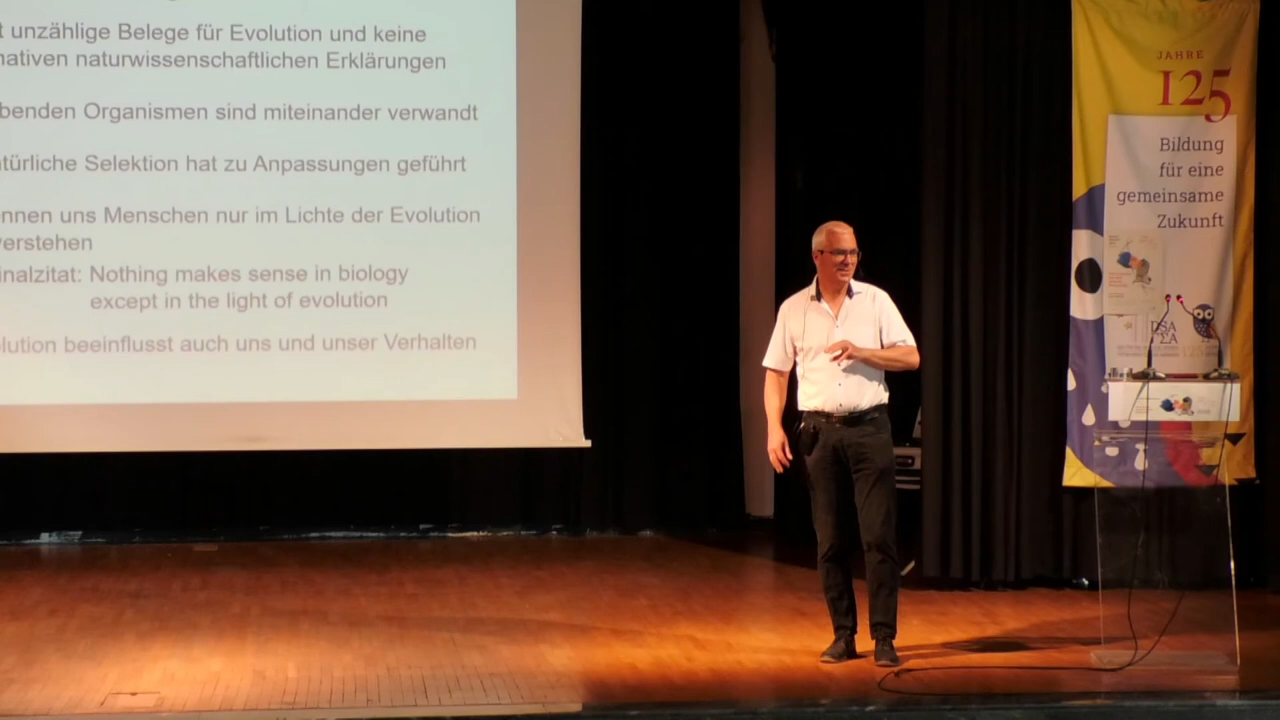 t unzählige Belege für Evolution und keine
nativen naturwissenschaftlichen Erklärungen
benden Organismen sind miteinander verwandt
türliche Selektion hat zu Anpassungen geführt
nnen uns Menschen nur im Lichte der Evolution
verstehen
inalzitat: Nothing makes sense in biology
except in the light of evolution
olution beeinflusst auch uns und unser Verhalten
JAHRE
125
Bildung
für eine
gemeinsame
Zukunft